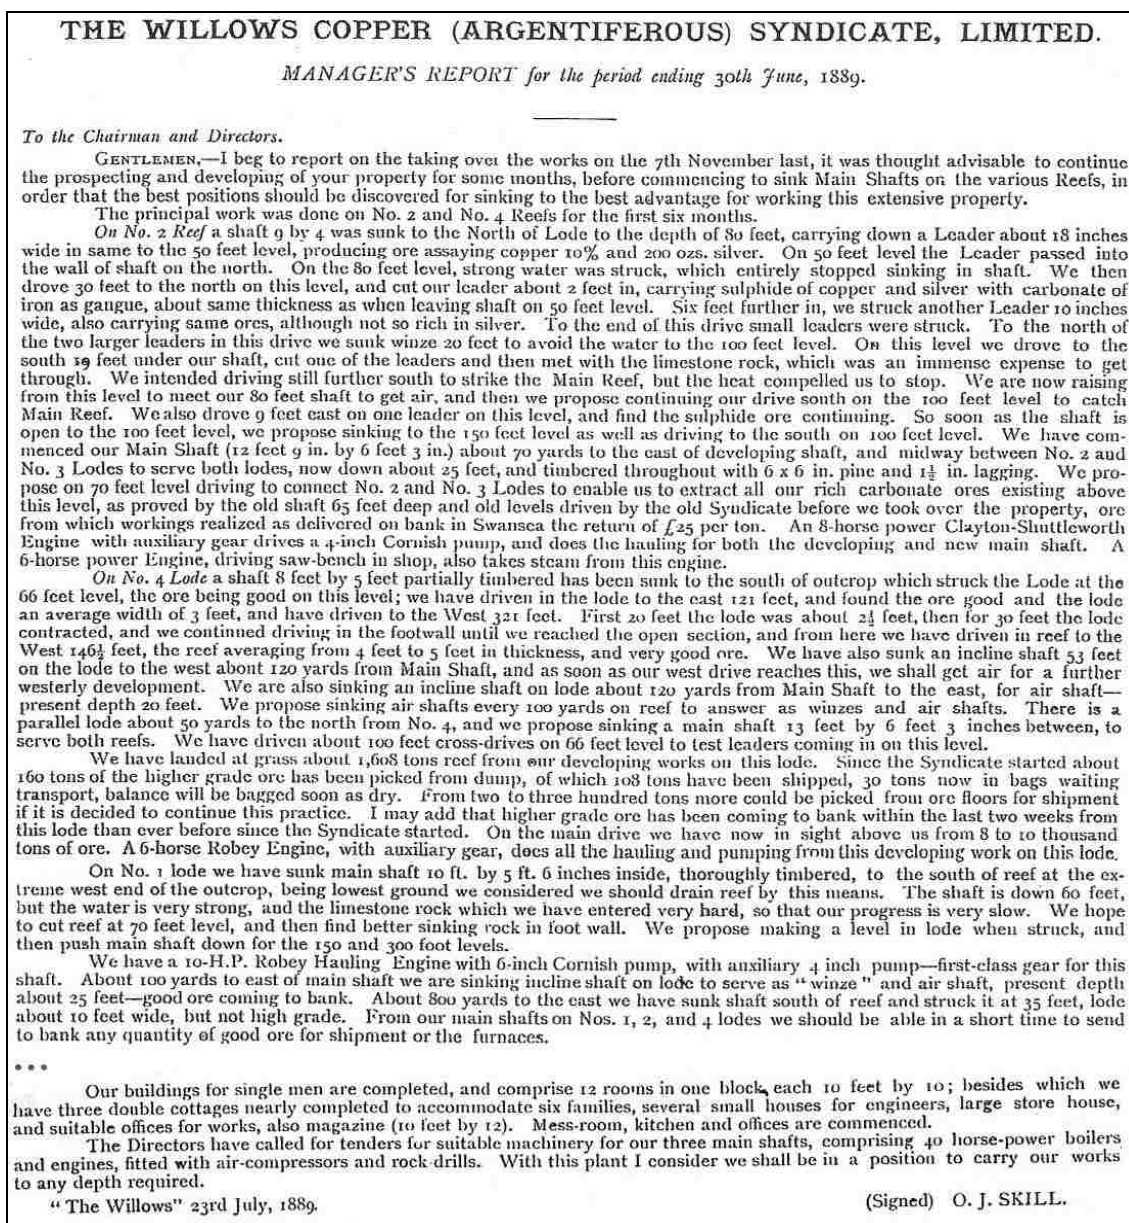 THE WILLOWS COPPER (ARGENTIFEROUS) SYNDICATE, LIMITED.
MANAGER'S REPORT for the period ending 30th June, 1889.
To the Chairman and Directors.
GENTLEMEN,—I beg to report on the taking over the works on the 7th November last, it was thought advisable to continue
the prospecting and developing of your property for some months, before commencing to sink Main Shafts on the various Reefs, in
order that the best positions should be discovered for sinking to the best advantage for working this extensive property.
The principal work was done on No. 2 and No. 4 Reefs for the first six months.
On No. 2 Reef a shaft 9 by 4 was sunk to the North of Lode to the depth of 80 feet, carrying down a Leader about 18 inches
wide in same to the 50 feet level, producing ore assaying copper 10% and 200 ozs. silver. On 50 feet level the Leader passed into
the wall of shaft on the north. On the 80 feet level, strong water was struck, which entirely stopped sinking in shaft. We then
drove 30 feet to the north on this level, and cut our leader about 2 feet in, carrying sulphide of copper and silver with carbonate of
iron as gangue, about same thickness as when leaving shaft on 50 feet level. Six feet further in, we struck another Leader 10 inches
wide, also carrying same ores, although not so rich in silver. To the end of this drive small leaders were struck. To the north of
the two larger leaders in this drive we sunk winze 20 feet to avoid the water to the 100 feet level. On this level we drove to the
south 19 feet under our shaft, cut one of the leaders and then met with the limestone rock, which was an immense expense to get
through. We intended driving still further south to strike the Main Reef, but the heat compelled us to stop. We are now raising
from this level to meet our 80 feet shaft to get air, and then we propose continuing our drive south on the 100 feet level to catch
Main Reef. We also drove 9 feet east on one leader on this level, and find the sulphide ore continuing. So soon as the shaft is
open to the 100 feet level, we propose sinking to the 150 feet level as well as driving to the south on 100 feet level. We have com-
menced our Main Shaft (12 feet 9 in. by 6 feet 3 in.) about 70 yards to the east of developing shaft, and midway between No. 2 and
No. 3 Lodes to serve both lodes, now down about 25 feet, and timbered throughout with 6 x 6 in. pine and 1½ in. lagging. We pro-
pose on 70 feet level driving to connect No. 2 and No. 3 Lodes to enable us to extract all our rich carbonate ores existing above
this level, as proved by the old shaft 65 feet deep and old levels driven by the old Syndicate before we took over the property, ore
from which workings realized as delivered on bank in Swansea the return of £25 per ton. An 8-horse power Clayton-Shuttleworth
Engine with auxiliary gear drives a 4-inch Cornish pump, and does the hauling for both the developing and new main shaft. A
6-horse power Engine, driving saw-bench in shop, also takes steam from this engine.
On No. 4 Lode a shaft 8 feet by 5 feet partially timbered has been sunk to the south of outcrop which struck the Lode at the
66 feet level, the ore being good on this level; we have driven in the lode to the east 121 feet, and found the ore good and the lode
an average width of 3 feet, and have driven to the West 321 feet. First 20 feet the lode was about 2½ feet, then for 30 feet the lode
contracted, and we continued driving in the footwall until we reached the open section, and from here we have driven in reef to the
West 146½ feet, the reef averaging from 4 feet to 5 feet in thickness, and very good ore. We have also sunk an incline shaft 53 feet
on the lode to the west about 120 yards from Main Shaft, and as soon as our west drive reaches this, we shall get air for a further
westerly development. We are also sinking an incline shaft on lode about 120 yards from Main Shaft to the east, for air shaft—
present depth 20 feet. We propose sinking air shafts every 100 yards on reef to answer as winzes and air shafts. There is a
parallel lode about 50 yards to the north from No. 4, and we propose sinking a main shaft 13 feet by 6 feet 3 inches between, to
serve both reefs. We have driven about 100 feet cross-drives on 66 feet level to test leaders coming in on this level.
We have landed at grass about 1,608 tons reef from our developing works on this lode. Since the Syndicate started about
160 tons of the higher grade ore has been picked from dump, of which 108 tons have been shipped, 30 tons now in bags waiting
transport, balance will be bagged soon as dry. From two to three hundred tons more could be picked from ore floors for shipment
if it is decided to continue this practice. I may add that higher grade ore has been coming to bank within the last two weeks from
this lode than ever before since the Syndicate started. On the main drive we have now in sight above us from 8 to 10 thousand
tons of ore. A 6-horse Robey Engine, with auxiliary gear, does all the hauling and pumping from this developing work on this lode.
On No. 1 lode we have sunk main shaft 10 ft. by 5 ft. 6 inches inside, thoroughly timbered, to the south of reef at the ex-
treme west end of the outcrop, being lowest ground we considered we should drain reef by this means. The shaft is down 60 feet,
but the water is very strong, and the limestone rock which we have entered very hard, so that our progress is very slow. We hope
to cut reef at 70 feet level, and then find better sinking rock in foot wall. We propose making a level in lode when struck, and
then push main shaft down for the 150 and 300 foot levels.
We have a 10-H.P. Robey Hauling Engine with 6-inch Cornish pump, with auxiliary 4 inch pump—first-class gear for this
shaft. About 100 yards to east of main shaft we are sinking incline shaft on lode to serve as "winze" and air shaft, present depth
about 25 feet—good ore coming to bank. About 800 yards to the east we have sunk shaft south of reef and struck it at 35 feet, lode
about 10 feet wide, but not high grade. From our main shafts on Nos. 1, 2, and 4 lodes we should be able in a short time to send
to bank any quantity of good ore for shipment or the furnaces.
•••
Our buildings for single men are completed, and comprise 12 rooms in one block, each 10 feet by 10; besides which we
have three double cottages nearly completed to accommodate six families, several small houses for engineers, large store house,
and suitable offices for works, also magazine (10 feet by 12). Mess-room, kitchen and offices are commenced.
The Directors have called for tenders for suitable machinery for our three main shafts, comprising 40 horse-power boilers
and engines, fitted with air-compressors and rock-drills. With this plant I consider we shall be in a position to carry our works
to any depth required.
"The Willows" 23rd July, 1889. (Signed) O. J. SKILL.